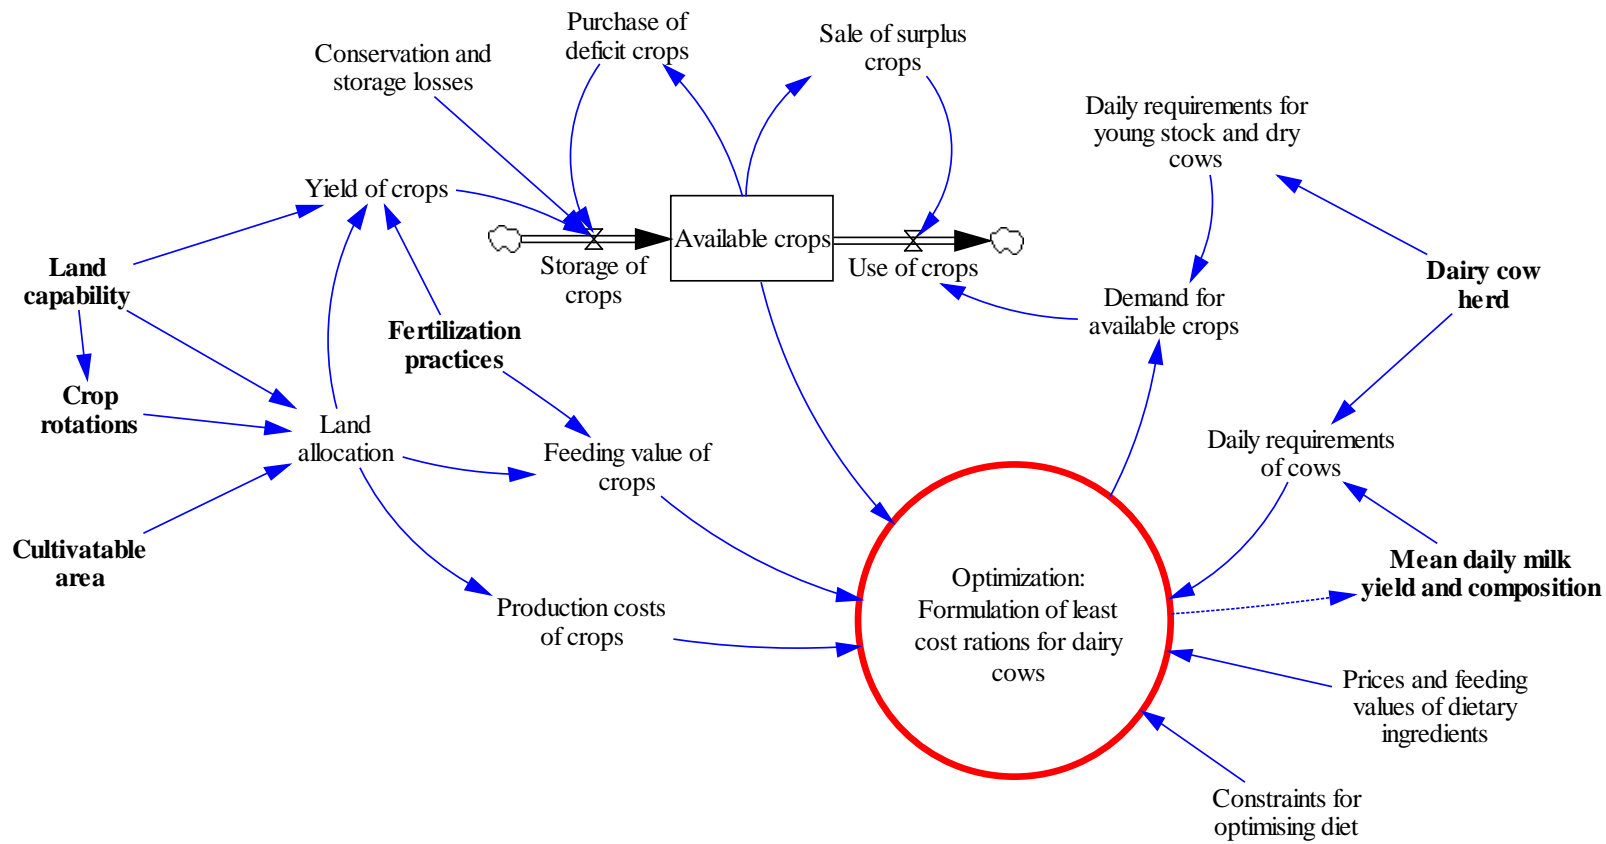 Purchase of
deficit crops
Sale of surplus
crops
Conservation and
storage losses
Daily requirements for
young stock and dry
cows
Yield of crops
Available crops
Storage of
crops
Use of crops
Land
capability
Dairy cow
herd
Demand for
available crops
Fertilization
practices
Crop
rotations
Land
allocation
Feeding value of
crops
Daily requirements
of cows
Cultivatable
area
Mean daily milk
yield and composition
Optimization:
Formulation of least
cost rations for dairy
cows
Production costs
of crops
Prices and feeding
values of dietary
ingredients
Constraints for
optimising diet